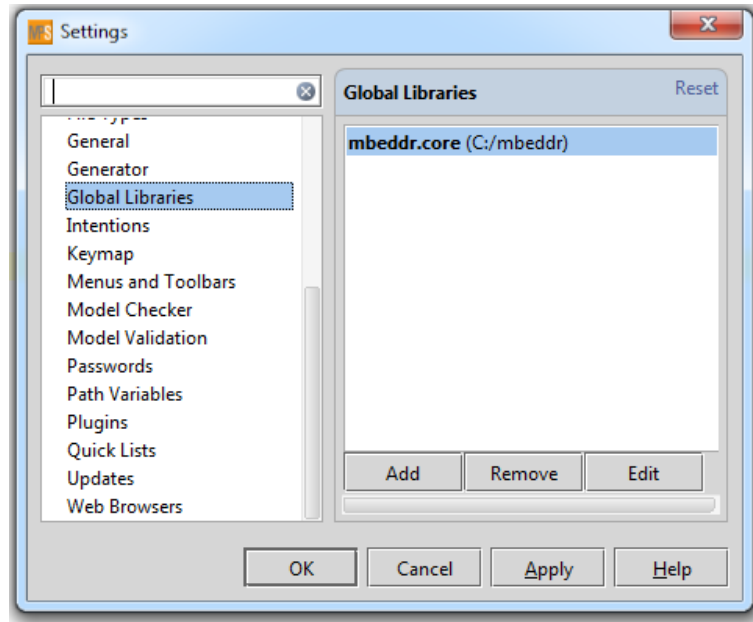 MPS Settings
Global Libraries Reset
General
Generator
Global Libraries
Intentions
Keymap
Menus and Toolbars
Model Checker
Model Validation
Passwords
Path Variables
Plugins
Quick Lists
Updates
Web Browsers
mbeddr.core (C:/mbeddr)
Add Remove Edit
OK Cancel Apply Help